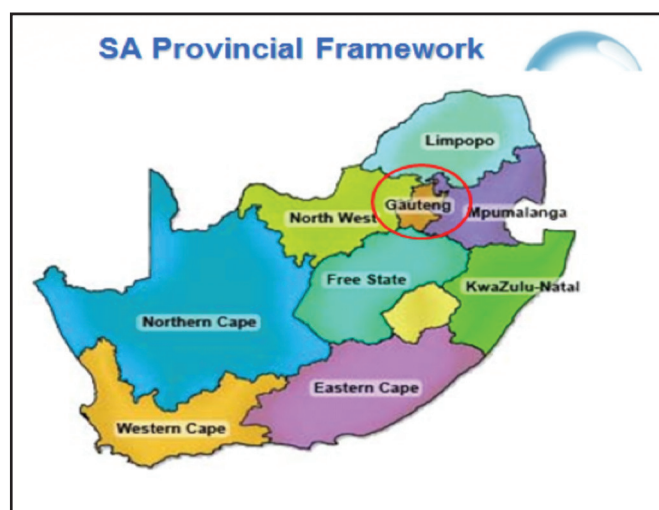 SA Provincial Framework
Limpopo
Gauteng
North West
Mpumalanga
Free State
KwaZulu-Natal
Northern Cape
Eastern Cape
Western Cape